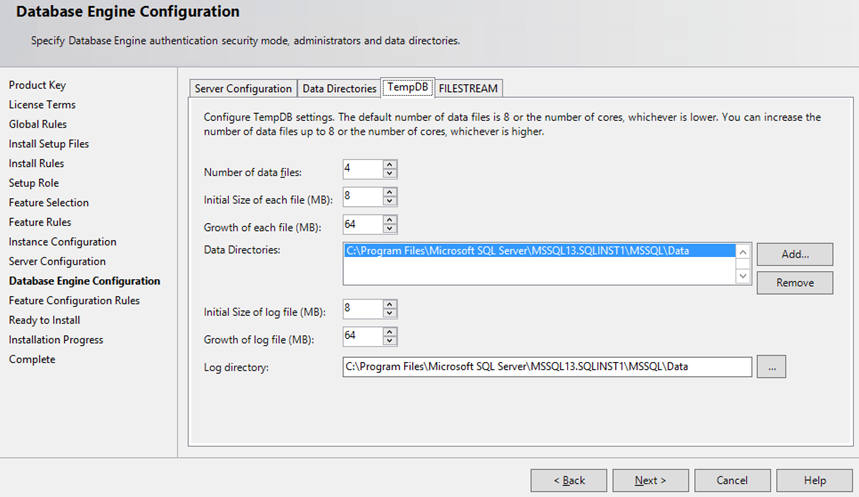 Database Engine Configuration
Specify Database Engine authentication security mode, administrators and data directories.
Product Key
License Terms
Global Rules
Install Setup Files
Install Rules
Setup Role
Feature Selection
Feature Rules
Instance Configuration
Server Configuration
Database Engine Configuration
Feature Configuration Rules
Ready to Install
Installation Progress
Complete
Server Configuration Data Directories TempDB FILESTREAM
Configure TempDB settings. The default number of data files is 8 or the number of cores, whichever is lower. You can increase the
number of data files up to 8 or the number of cores, whichever is higher.
Number of data files: 4
Initial Size of each file (MB): 8
Growth of each file (MB): 64
Data Directories: C:\Program Files\Microsoft SQL Server\MSSQL13.SQLINST1\MSSQL\Data Add...
Remove
Initial Size of log file (MB): 8
Growth of log file (MB): 64
Log directory: C:\Program Files\Microsoft SQL Server\MSSQL13.SQLINST1\MSSQL\Data ...
< Back Next > Cancel Help